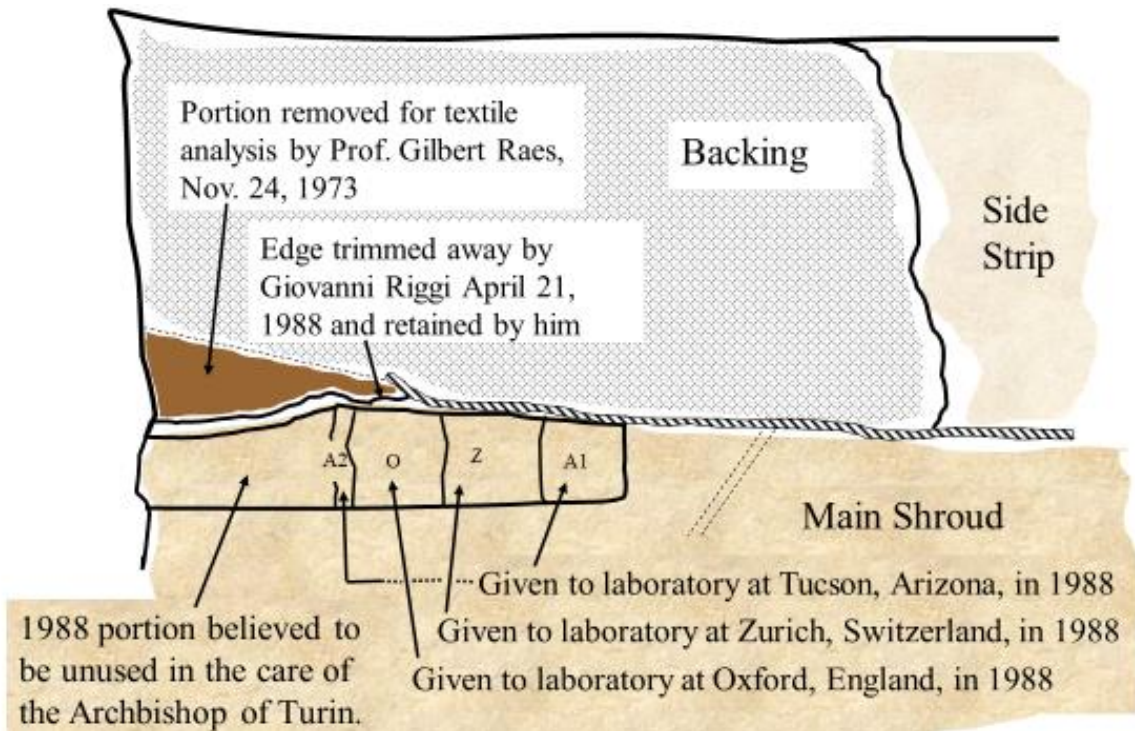 Portion removed for textile
analysis by Prof. Gilbert Raes,
Nov. 24, 1973
Backing
Side
Strip
Edge trimmed away by
Giovanni Riggi April 21,
1988 and retained by him
A2
O
Z
A1
Main Shroud
Given to laboratory at Tucson, Arizona, in 1988
Given to laboratory at Zurich, Switzerland, in 1988
Given to laboratory at Oxford, England, in 1988
1988 portion believed to
be unused in the care of
the Archbishop of Turin.